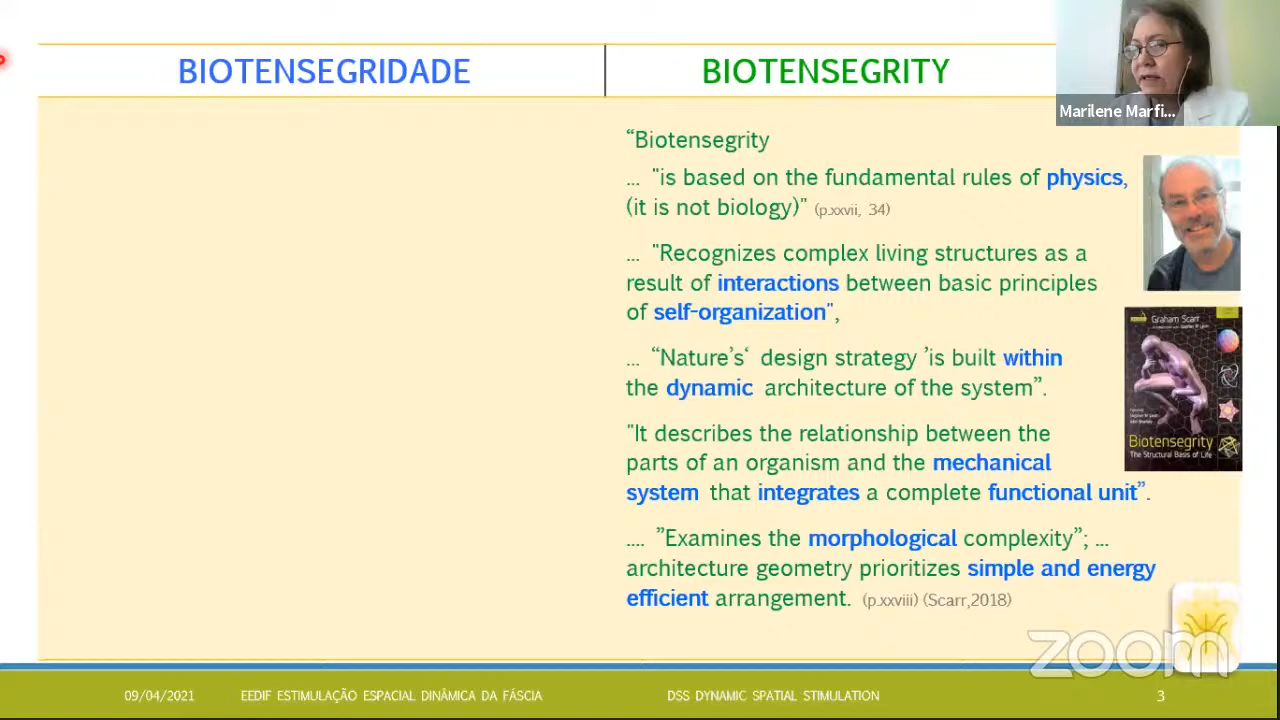 BIOTENSEGRIDADE
BIOTENSEGRITY
Marilene Marfi...
“Biotensegrity
... "is based on the fundamental rules of physics,
(it is not biology)" (p.xxvii, 34)
... "Recognizes complex living structures as a
result of interactions between basic principles
of self-organization",
... “Nature’s‘ design strategy ’is built within
the dynamic architecture of the system”.
"It describes the relationship between the
parts of an organism and the mechanical
system that integrates a complete functional unit”.
.... ”Examines the morphological complexity”; ...
architecture geometry prioritizes simple and energy
efficient arrangement. (p.xxviii) (Scarr,2018)
Graham Scarr
Biotensegrity
The Structural Basis of Life
zoom
09/04/2021
EEDIF ESTIMULAÇÃO ESPACIAL DINÂMICA DA FÁSCIA
DSS DYNAMIC SPATIAL STIMULATION
3